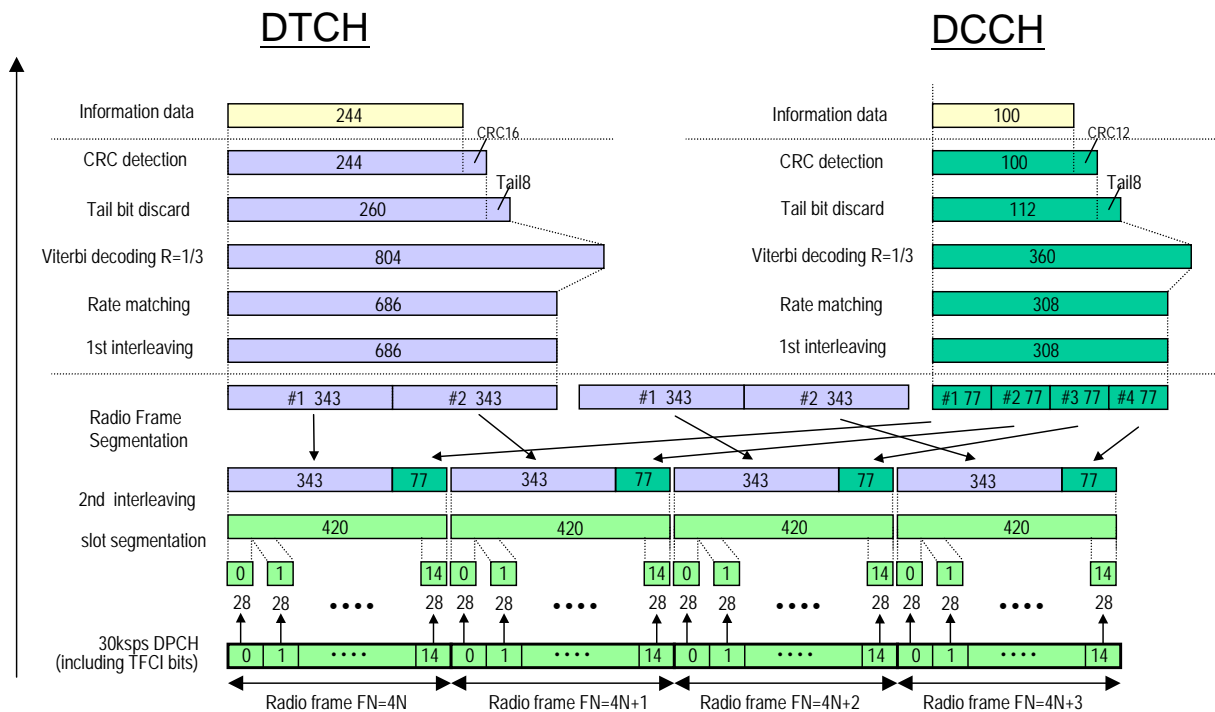 DTCH DCCH
Information data 244 Information data 100
CRC16 CRC12
CRC detection 244 CRC detection 100
Tail8 Tail8
Tail bit discard 260 Tail bit discard 112
Viterbi decoding R=1/3 804 Viterbi decoding R=1/3 360
Rate matching 686 Rate matching 308
1st interleaving 686 1st interleaving 308
#1 343 #2 343 #1 343 #2 343 #1 77 #2 77 #3 77 #4 77
Radio Frame
Segmentation
343 77 343 77 343 77 343 77
2nd interleaving
420 420 420 420
slot segmentation
0 1 14 0 1 14 0 1 14 0 1 14
28 28 •••• 28 28 28 •••• 28 28 28 •••• 28 28 28 •••• 28
30ksps DPCH
(including TFCI bits)
0 1 •••• 14 0 1 •••• 14 0 1 •••• 14 0 1 •••• 14
Radio frame FN=4N Radio frame FN=4N+1 Radio frame FN=4N+2 Radio frame FN=4N+3